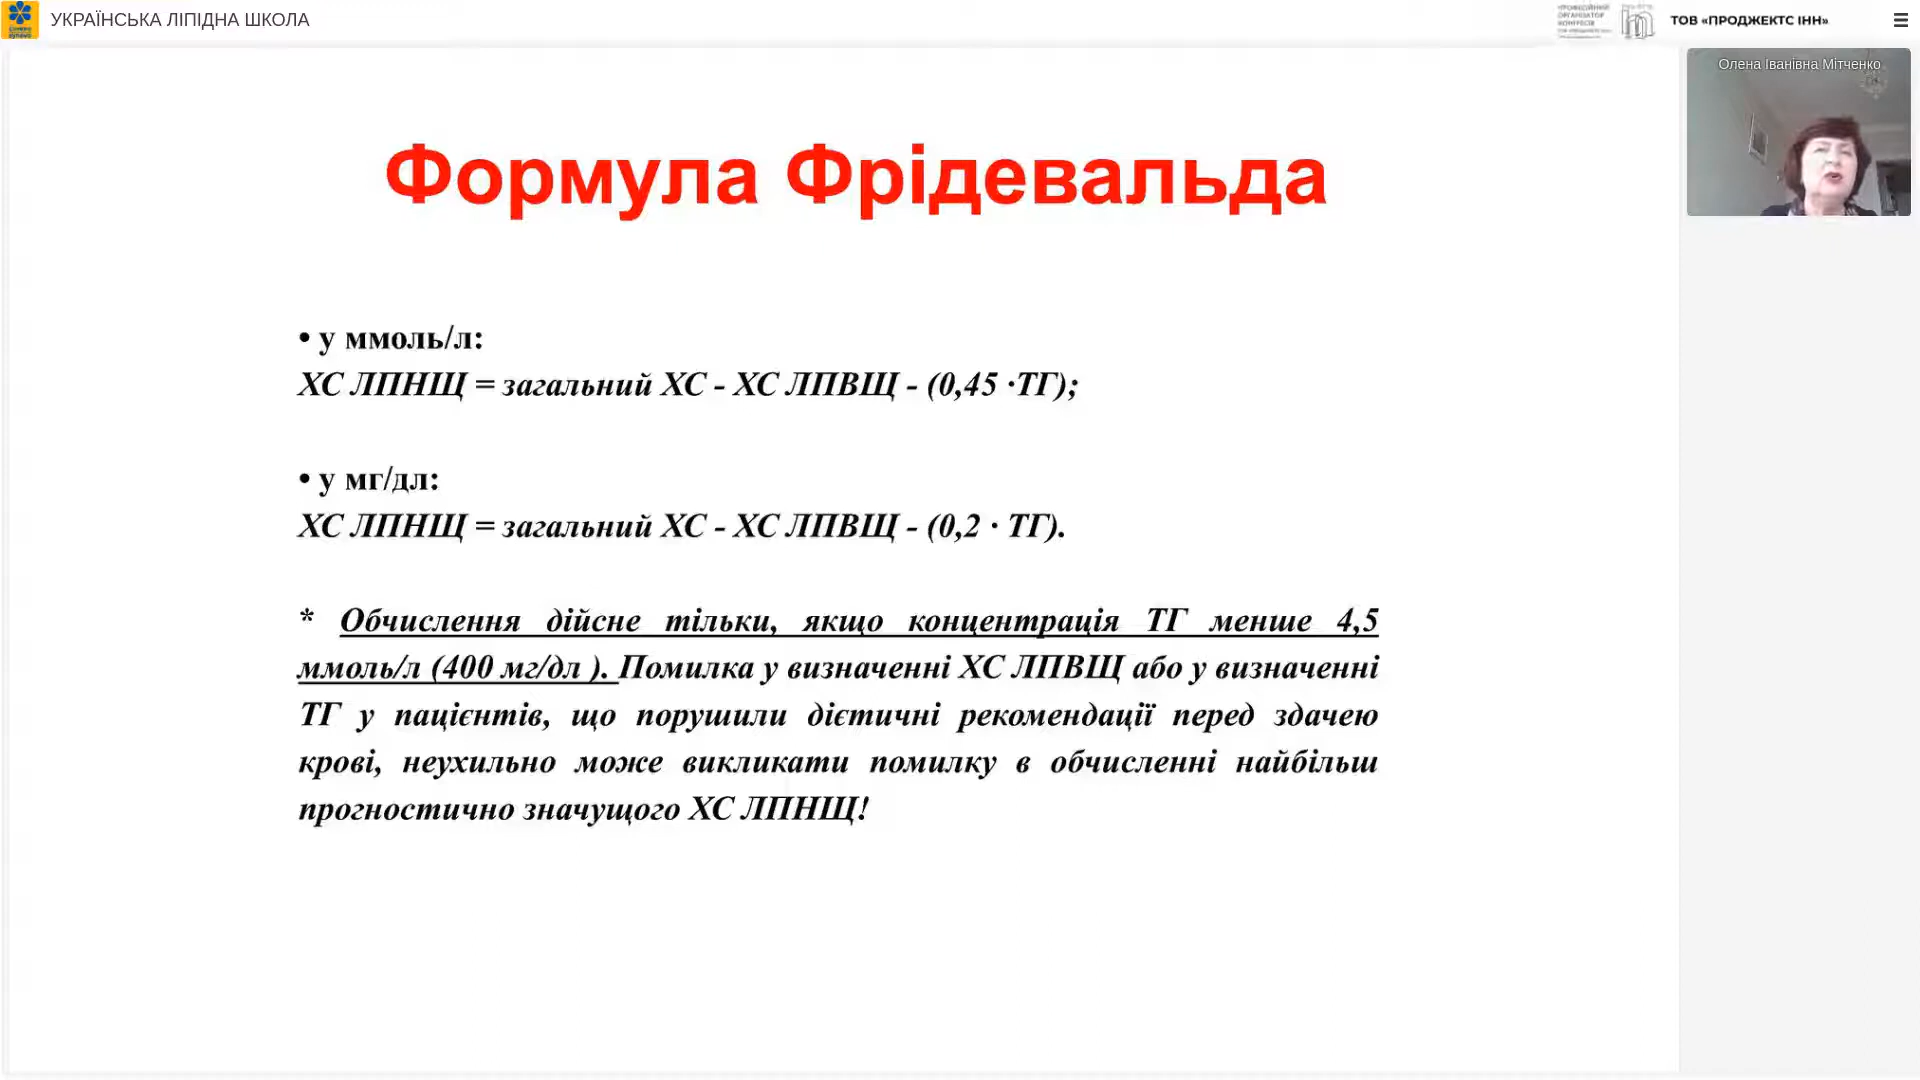 УКРАЇНСЬКА ЛІПІДНА ШКОЛА
ПРОФЕСІЙНИЙ
ОРГАНІЗАТОР
КОНГРЕСІВ
ТОВ «ПРОДЖЕКТС ІНН»
Олена Іванівна Мітченко
Формула Фрідевальда
• у ммоль/л:
ХС ЛПНЩ = загальний ХС - ХС ЛПВЩ - (0,45 ·ТГ);
• у мг/дл:
ХС ЛПНЩ = загальний ХС - ХС ЛПВЩ - (0,2 · ТГ).
* Обчислення дійсне тільки, якщо концентрація ТГ менше 4,5
ммоль/л (400 мг/дл ). Помилка у визначенні ХС ЛПВЩ або у визначенні
ТГ у пацієнтів, що порушили дієтичні рекомендації перед здачею
крові, неухильно може викликати помилку в обчисленні найбільш
прогностично значущого ХС ЛПНЩ!